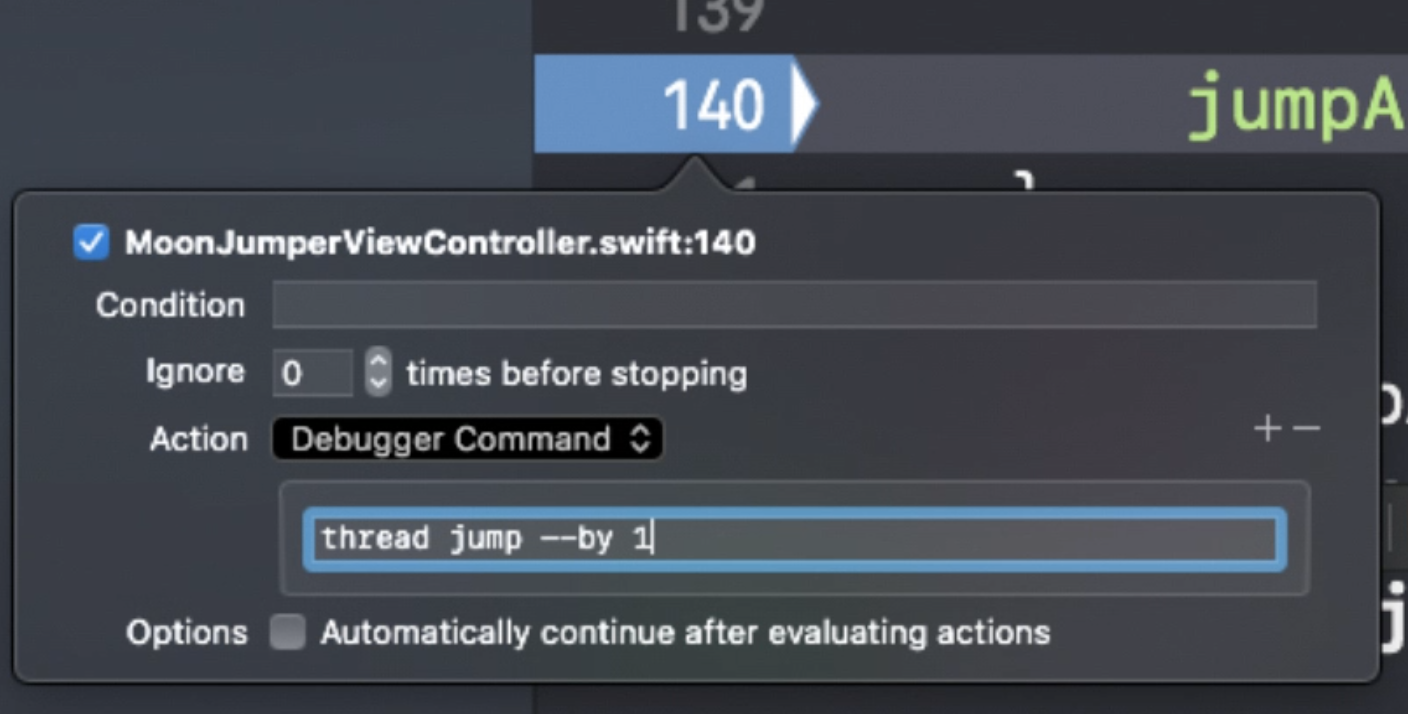 139
140 jumpA
MoonJumperViewController.swift:140
Condition
Ignore 0 times before stopping
Action Debugger Command
thread jump --by 1
Options Automatically continue after evaluating actions